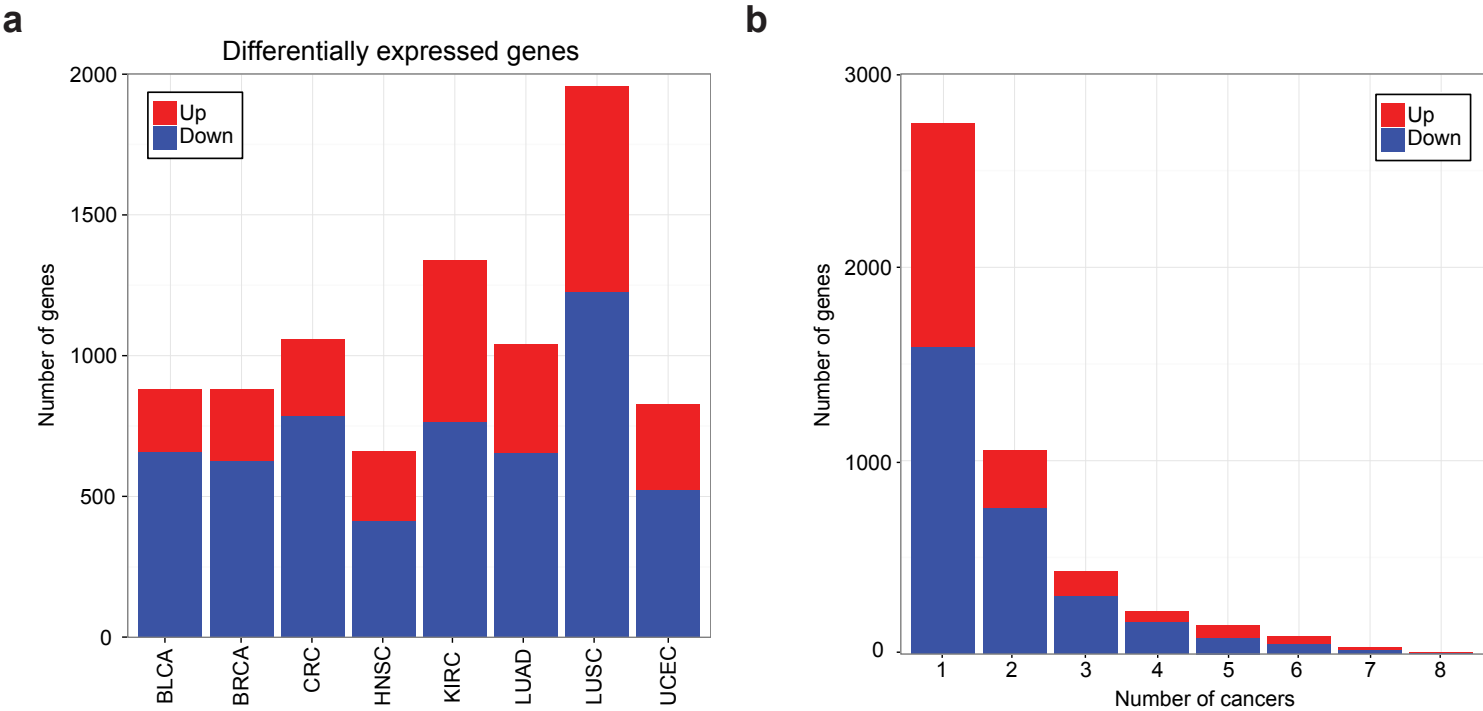 a
Differentially expressed genes
Number of genes
2000
1500
1000
500
0
Up
Down
BLCA
BRCA
CRC
HNSC
KIRC
LUAD
LUSC
UCEC
b
Number of genes
3000
2000
1000
0
Up
Down
1 2 3 4 5 6 7 8
Number of cancers